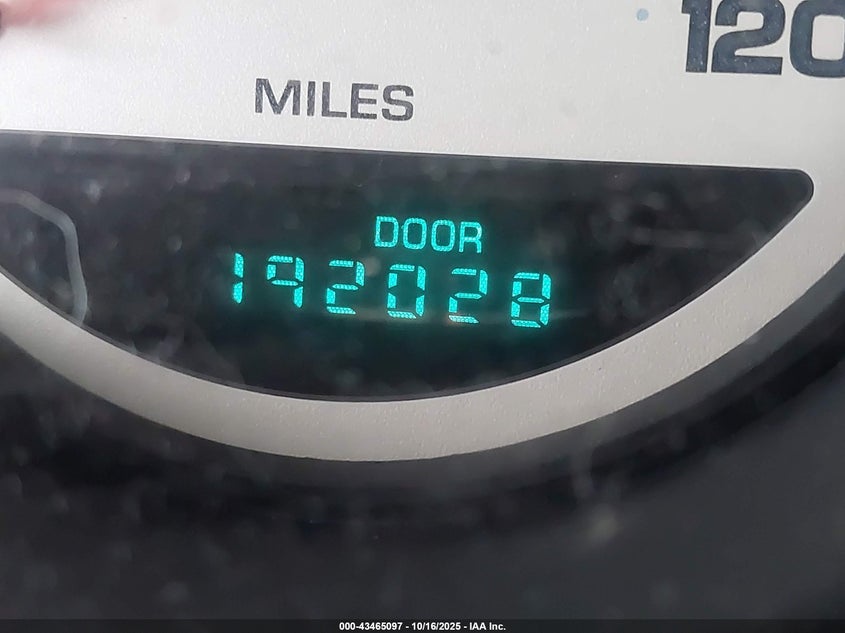 120
MILES
DOOR
192028
000-43465097 - 10/16/2025 - IAA Inc.